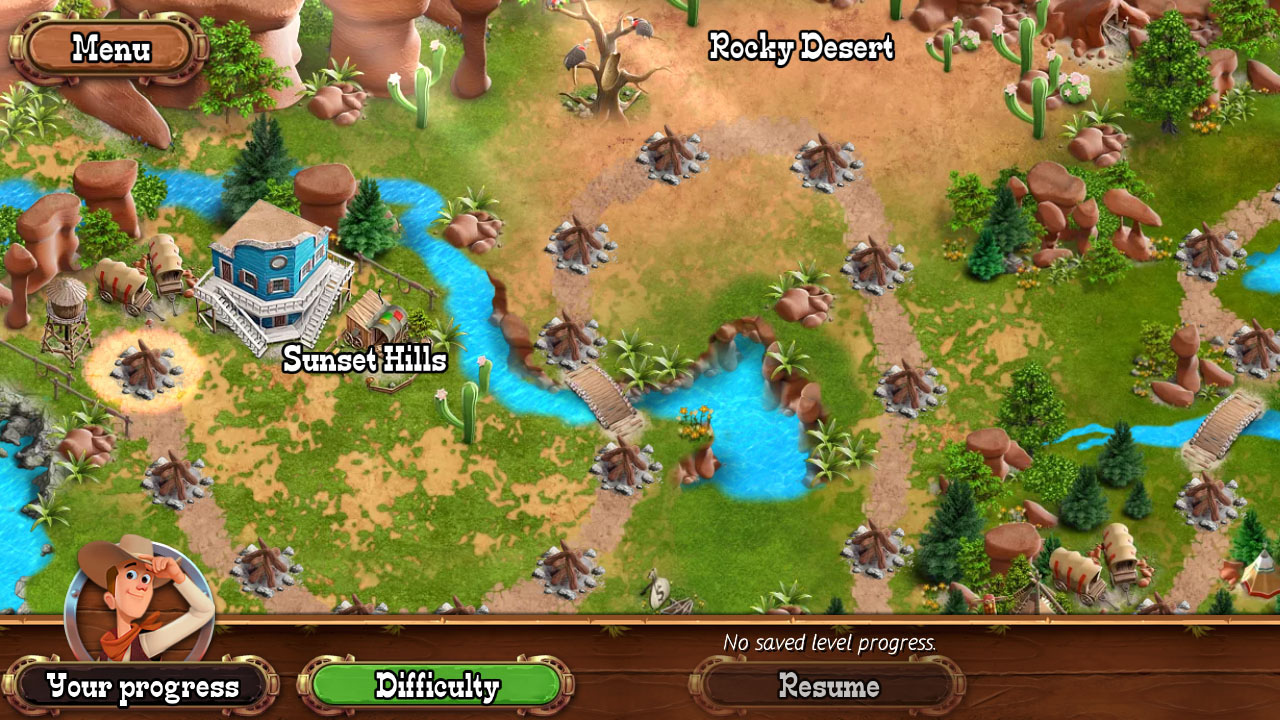 Menu
Rocky Desert
Sunset Hills
No saved level progress.
Your progress
Difficulty
Resume